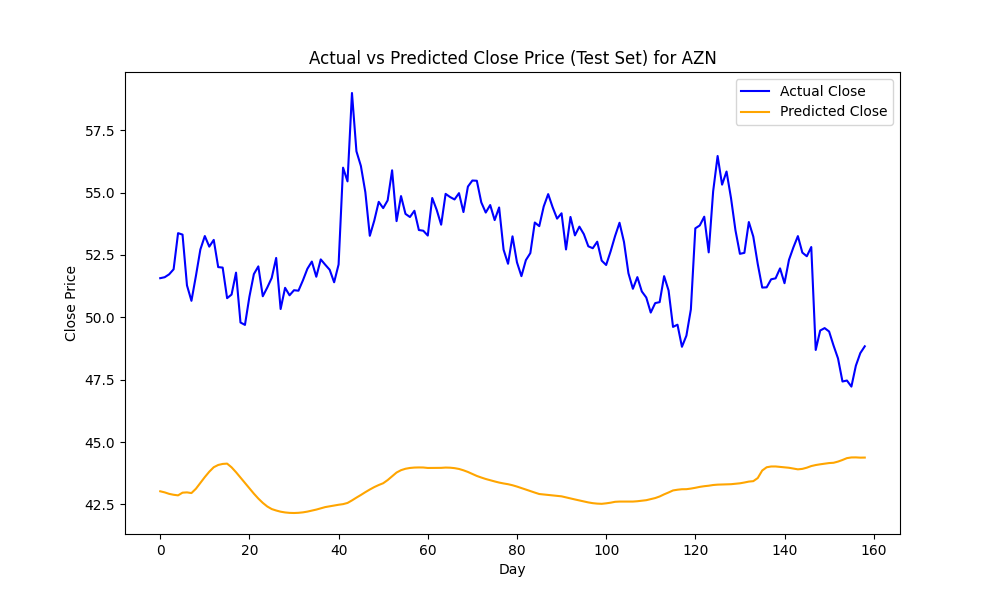 Actual vs Predicted Close Price (Test Set) for AZN
Actual Close
Predicted Close
Close Price
57.5
55.0
52.5
50.0
47.5
45.0
42.5
0 20 40 60 80 100 120 140 160
Day